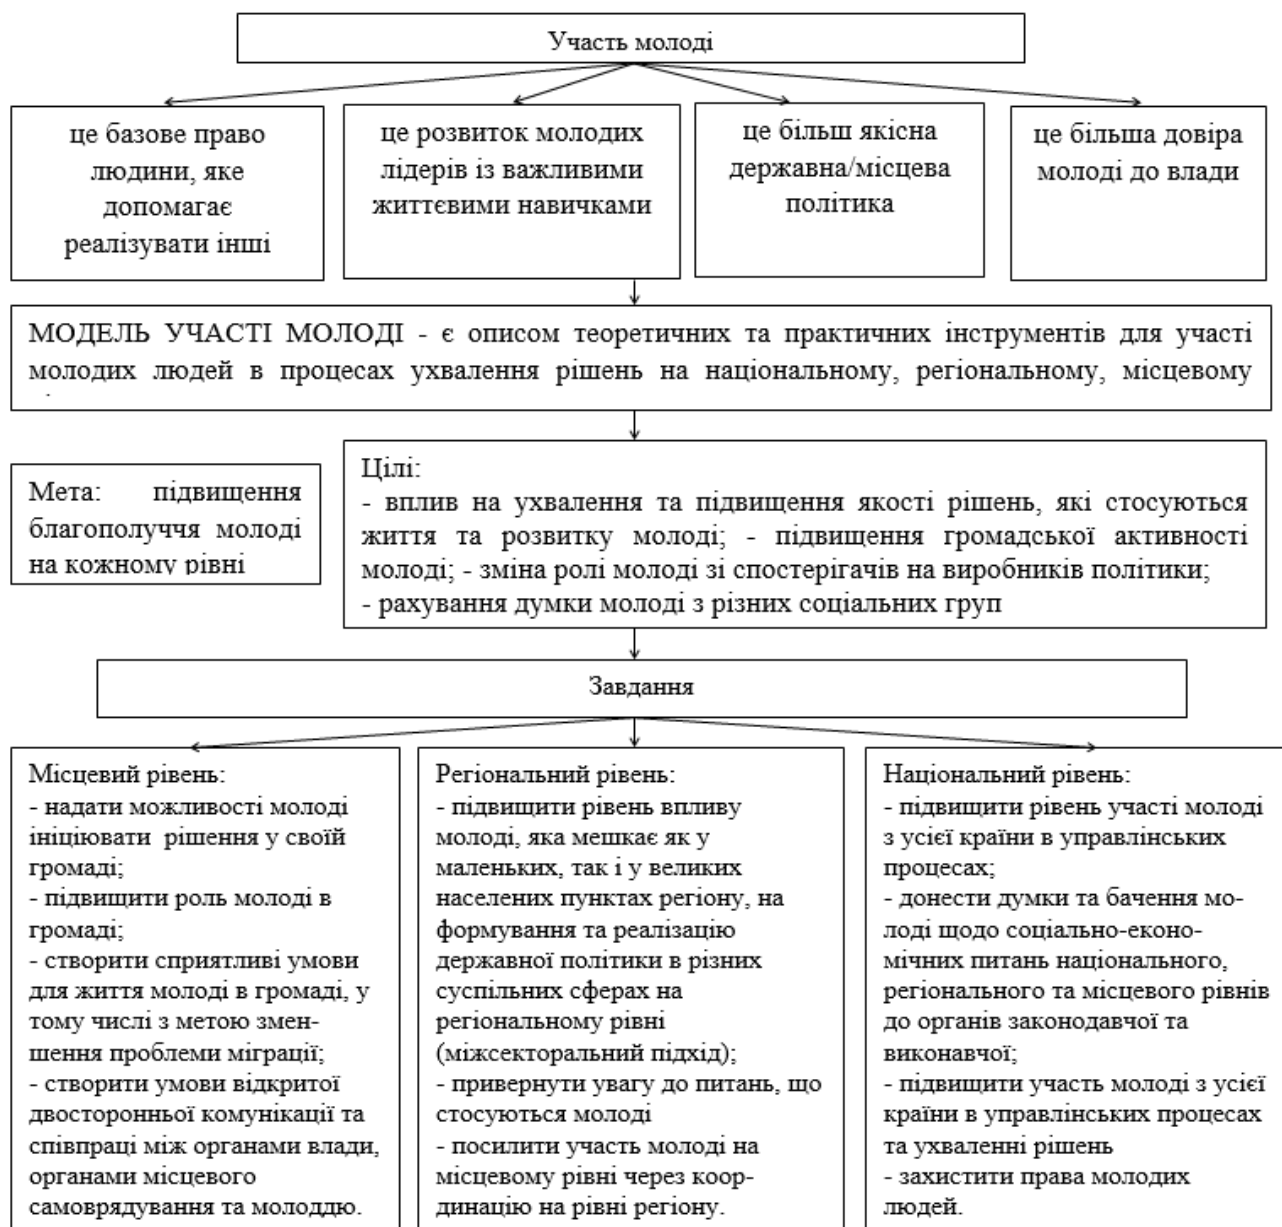 Участь молоді
це базове право
людини, яке
допомагає
реалізувати інші
це розвиток молодих
лідерів із важливими
життєвими навичками
це більш якісна
державна/місцева
політика
це більша довіра
молоді до влади
МОДЕЛЬ УЧАСТІ МОЛОДІ - є описом теоретичних та практичних інструментів для участі
молодих людей в процесах ухвалення рішень на національному, регіональному, місцевому
Мета: підвищення
благополуччя молоді
на кожному рівні
Цілі:
- вплив на ухвалення та підвищення якості рішень, які стосуються
життя та розвитку молоді; - підвищення громадської активності
молоді; - зміна ролі молоді зі спостерігачів на виробників політики;
- рахування думки молоді з різних соціальних груп
Завдання
Місцевий рівень:
- надати можливості молоді
ініціювати рішення у своїй
громаді;
- підвищити роль молоді в
громаді;
- створити сприятливі умови
для життя молоді в громаді, у
тому числі з метою змен-
шення проблеми міграції;
- створити умови відкритої
двосторонньої комунікації та
співпраці між органами влади,
органами місцевого
самоврядування та молоддю.
Регіональний рівень:
- підвищити рівень впливу
молоді, яка мешкає як у
маленьких, так і у великих
населених пунктах регіону, на
формування та реалізацію
державної політики в різних
суспільних сферах на
регіональному рівні
(міжсекторальний підхід);
- привернути увагу до питань, що
стосуються молоді
- посилити участь молоді на
місцевому рівні через коор-
динацію на рівні регіону.
Національний рівень:
- підвищити рівень участі молоді
з усієї країни в управлінських
процесах;
- донести думки та бачення мо-
лоді щодо соціально-еконо-
мічних питань національного,
регіонального та місцевого рівнів
до органів законодавчої та
виконавчої;
- підвищити участь молоді з усієї
країни в управлінських процесах
та ухваленні рішень
- захистити права молодих
людей.